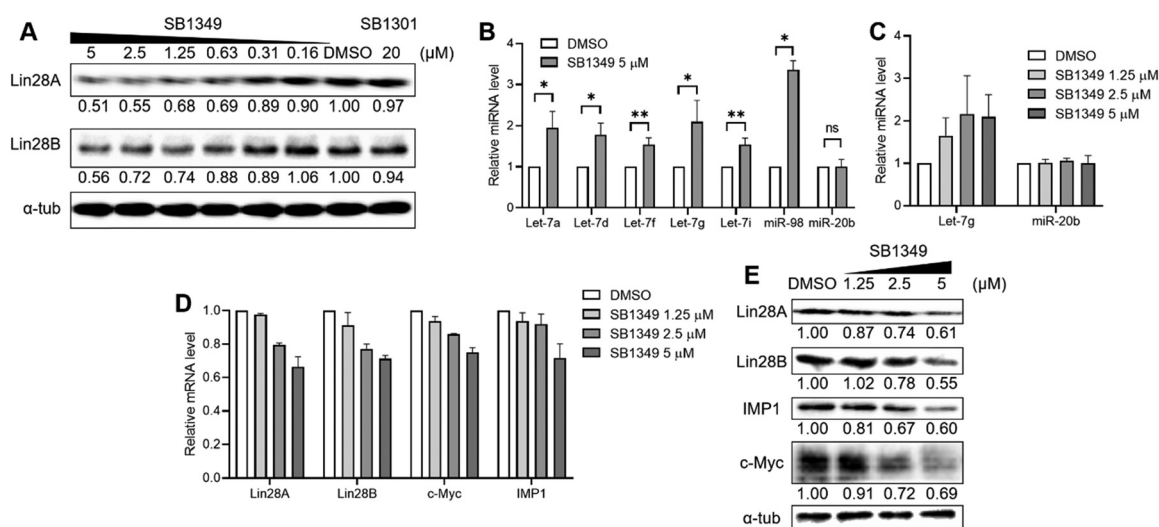 A
SB1349 SB1301
5 2.5 1.25 0.63 0.31 0.16 DMSO 20 (μM)
Lin28A
0.51 0.55 0.68 0.69 0.89 0.90 1.00 0.97
Lin28B
0.56 0.72 0.74 0.88 0.89 1.06 1.00 0.94
α-tub
B
Relative miRNA level
4
3
2
1
0
DMSO
SB1349 5 μM
* * ** * ** * ns
Let-7a Let-7d Let-7f Let-7g Let-7i miR-98 miR-20b
C
Relative miRNA level
4
3
2
1
0
DMSO
SB1349 1.25 μM
SB1349 2.5 μM
SB1349 5 μM
Let-7g miR-20b
D
Relative mRNA level
1.0
0.8
0.6
0.4
0.2
0.0
DMSO
SB1349 1.25 μM
SB1349 2.5 μM
SB1349 5 μM
Lin28A Lin28B c-Myc IMP1
E
SB1349
DMSO 1.25 2.5 5 (μM)
Lin28A
1.00 0.87 0.74 0.61
Lin28B
1.00 1.02 0.78 0.55
IMP1
1.00 0.81 0.67 0.60
c-Myc
1.00 0.91 0.72 0.69
α-tub